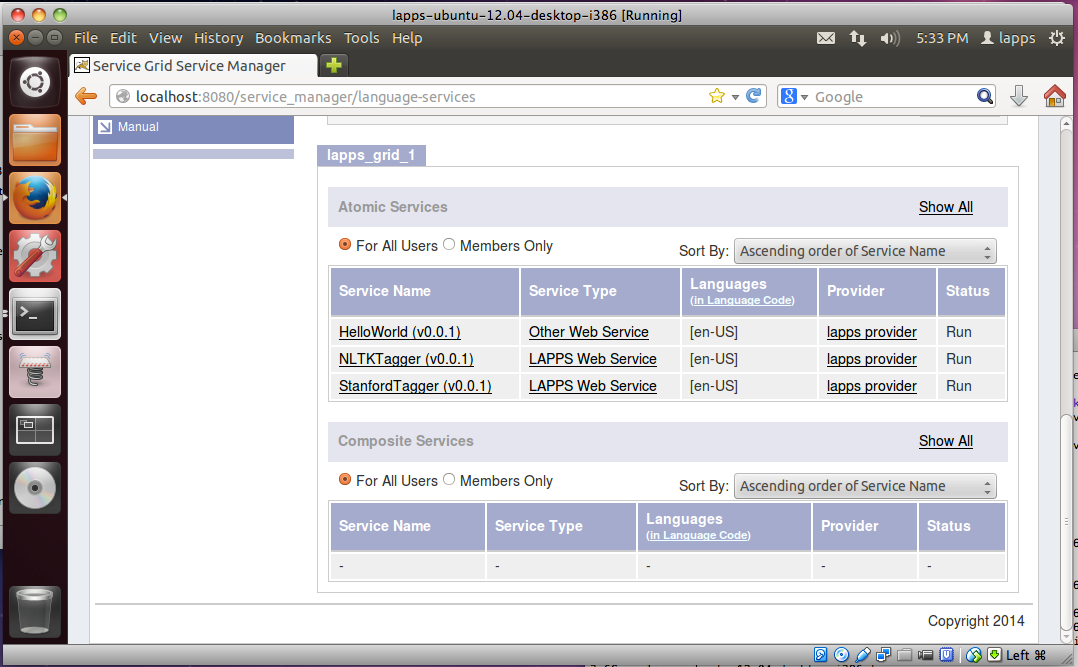 lapps-ubuntu-12.04-desktop-i386 [Running]
File Edit View History Bookmarks Tools Help 5:33 PM lapps
Service Grid Service Manager
localhost:8080/service_manager/language-services Google
Manual
lapps_grid_1
Atomic Services Show All
For All Users Members Only Sort By: Ascending order of Service Name
Service Name Service Type Languages (in Language Code) Provider Status
HelloWorld (v0.0.1) Other Web Service [en-US] lapps provider Run
NLTKTagger (v0.0.1) LAPPS Web Service [en-US] lapps provider Run
StanfordTagger (v0.0.1) LAPPS Web Service [en-US] lapps provider Run
Composite Services Show All
For All Users Members Only Sort By: Ascending order of Service Name
Service Name Service Type Languages (in Language Code) Provider Status
- - - - -
Copyright 2014
Left ⌘